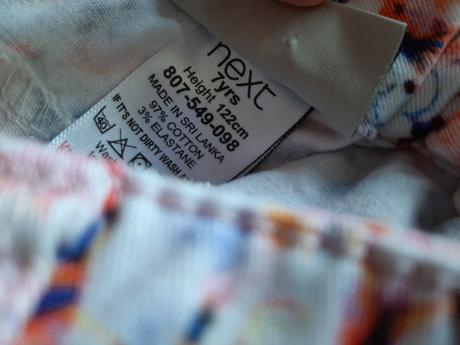 next
7yrs
Height 122cm
807-549-098
MADE IN SRI LANKA
97% COTTON
3% ELASTANE
IF IT'S NOT DIRTY WASH A
40